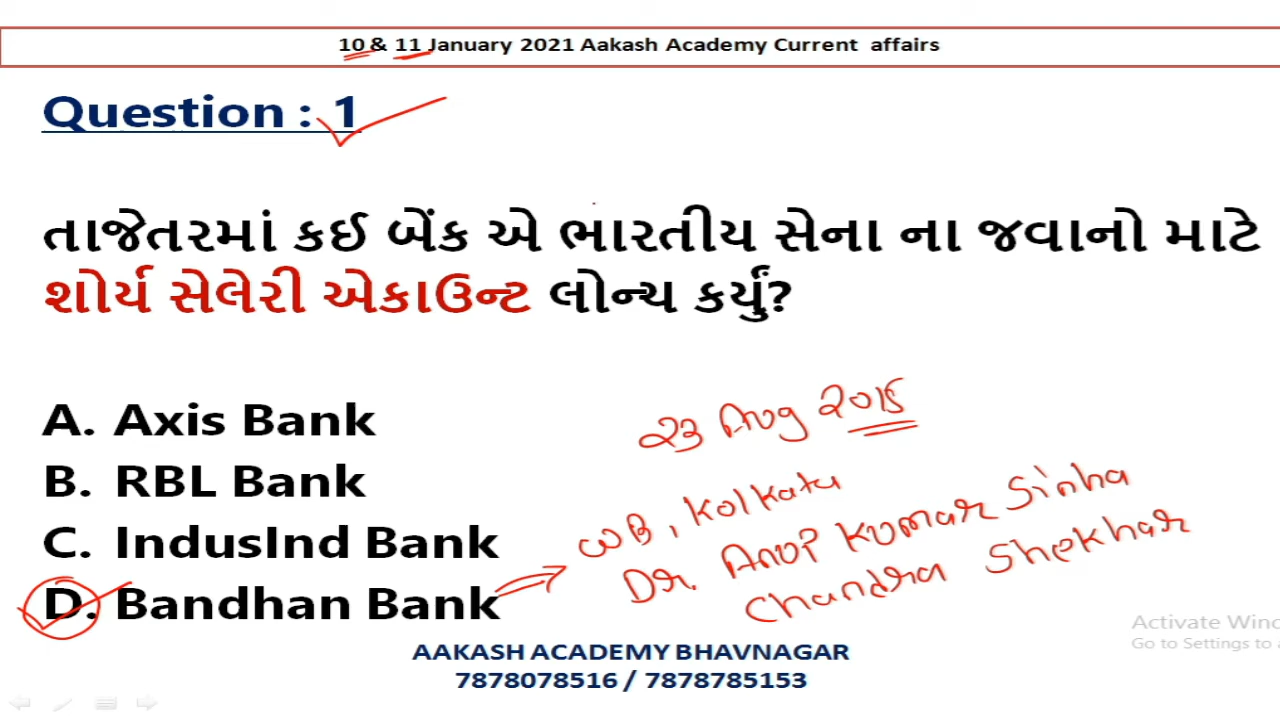 10 & 11 January 2021 Aakash Academy Current affairs
Question : 1
તાજેતરમાં કઈ બેંક એ ભારતીય સેના ના જવાનો માટે
શોર્ય સેલેરી એકાઉન્ટ લોન્ચ કર્યું?
A. Axis Bank
B. RBL Bank
C. IndusInd Bank
D. Bandhan Bank
23 Aug 2015
WB, Kolkata
Dr. Anup Kumar Sinha
Chandra Shekhar
AAKASH ACADEMY BHAVNAGAR
7878078516 / 7878785153
Activate Wind
Go to Settings to a